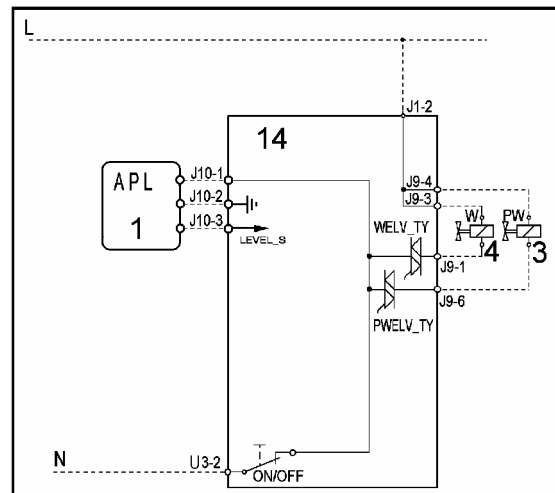 L
J1-2
14
APL
1
J10-1
J10-2
J10-3
LEVEL_S
J9-4
J9-3
W
PW
WELV_TY
4
3
J9-1
PWELV_TY
J9-6
N
U3-2
ON/OFF